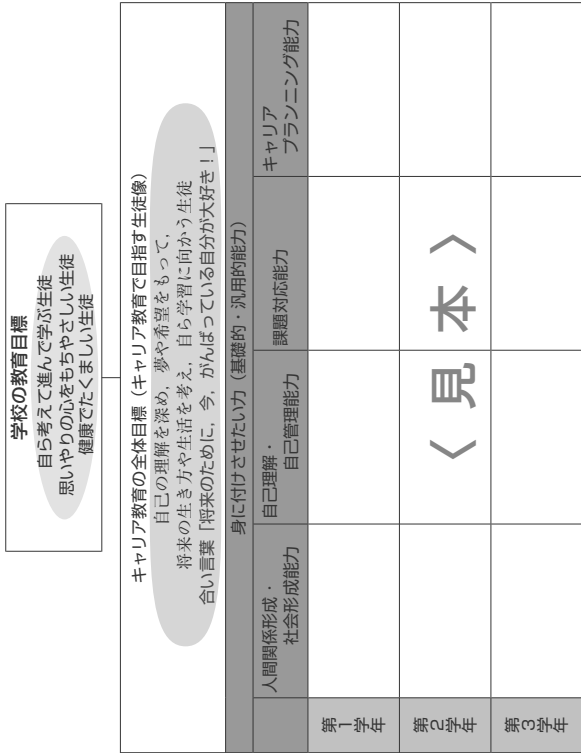 学校の教育目標
自ら考えて進んで学ぶ生徒
思いやりの心をもちやさしい生徒
健康でたくましい生徒
キャリア教育の全体目標（キャリア教育で目指す生徒像）
自己の理解を深め，夢や希望をもって，
将来の生き方や生活を考え，自ら学習に向かう生徒
合い言葉「将来のために，今，がんばっている自分が大好き！」
身に付けさせたい力（基礎的・汎用的能力）
人間関係形成・
社会形成能力
自己理解・
自己管理能力
課題対応能力
キャリア
プランニング能力
第1学年
第2学年
第3学年
〈 見 本 〉